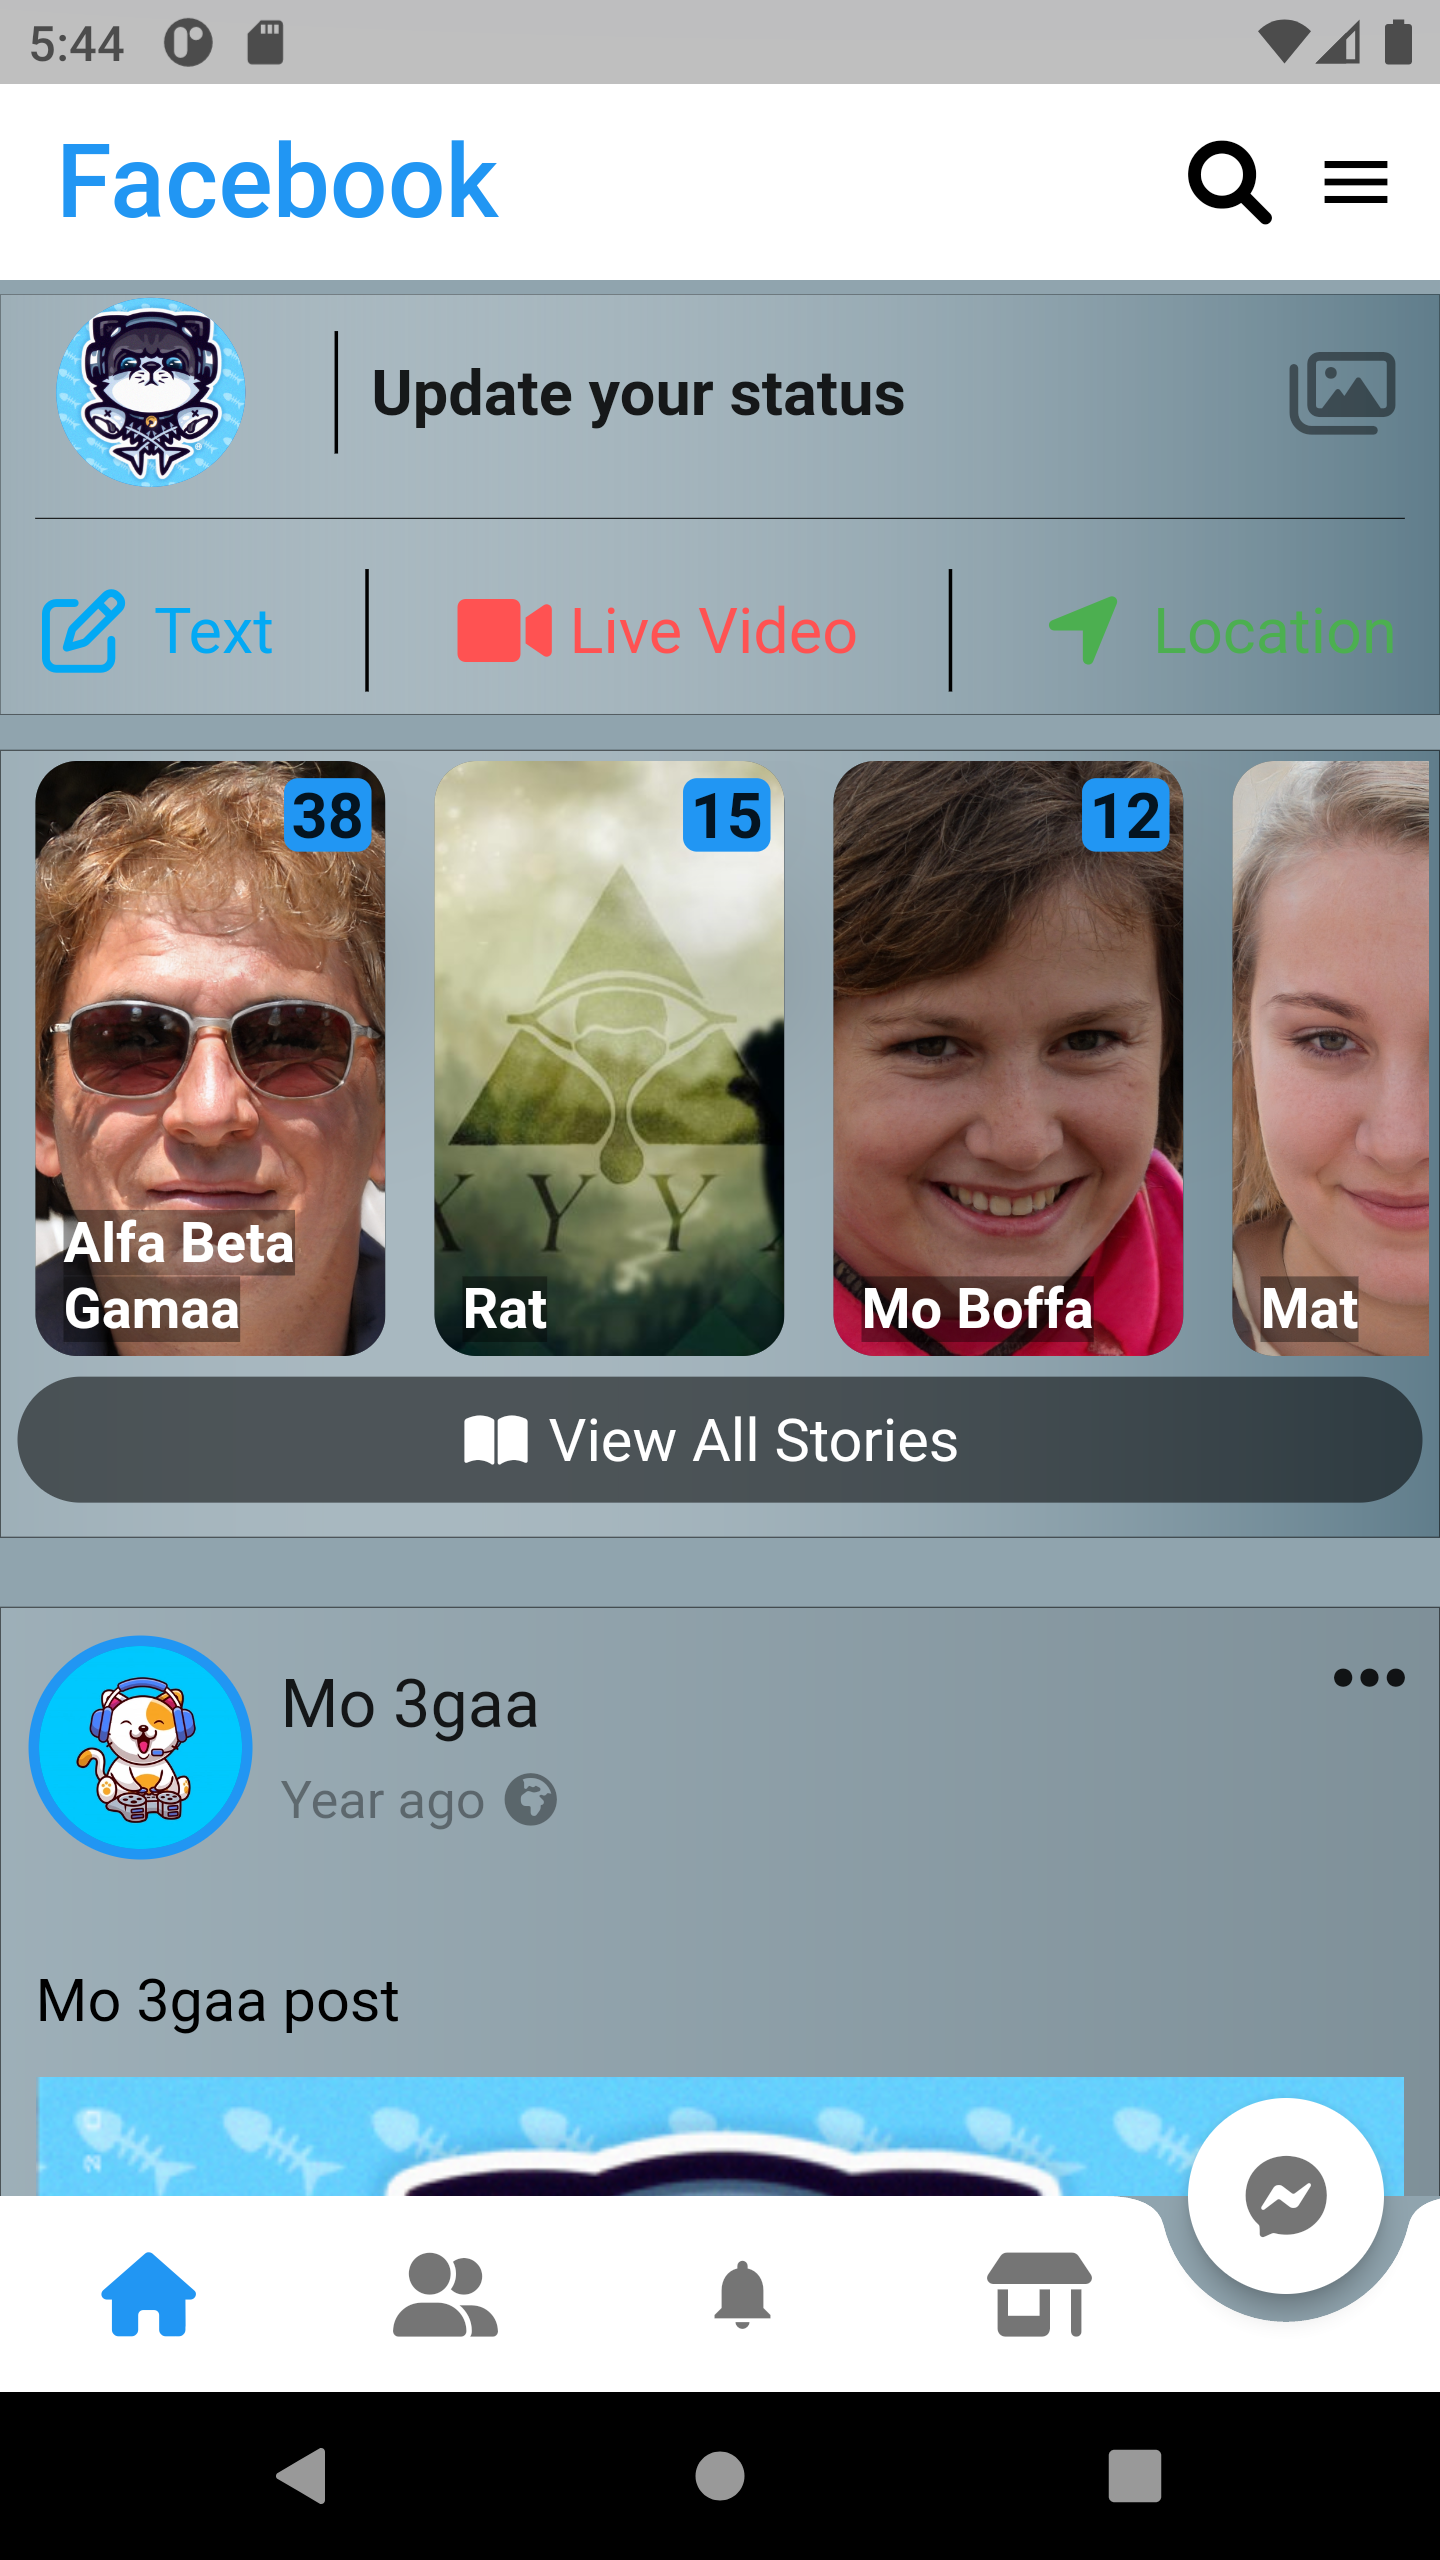 5:44
Facebook
Update your status
Text
Live Video
Location
38
15
12
Alfa Beta
Gamaa
Rat
Mo Boffa
Mat
View All Stories
Mo 3gaa
Year ago
Mo 3gaa post